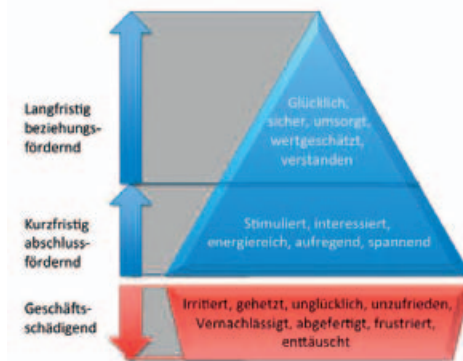 Langfristig
beziehungs-
fördernd
Glücklich,
sicher, umsorgt,
wertgeschätzt,
verstanden
Kurzfristig
abschluss-
fördernd
Stimuliert, interessiert,
energiereich, aufregend, spannend
Geschäfts-
schädigend
Irritiert, gehetzt, unglücklich, unzufrieden,
Vernachlässigt, abgefertigt, frustriert,
enttäuscht